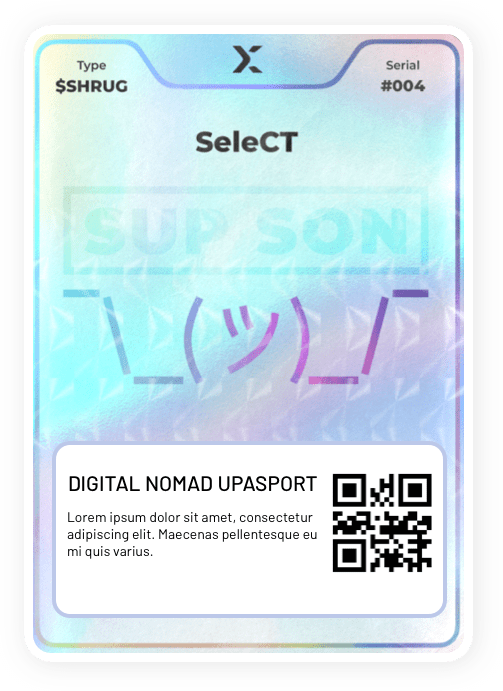 Type
$SHRUG
Serial
#004
SeleCT
SUP SON
¯\_(ツ)_/¯
DIGITAL NOMAD UPASPORT
Lorem ipsum dolor sit amet, consectetur
adipiscing elit. Maecenas pellentesque eu
mi quis varius.